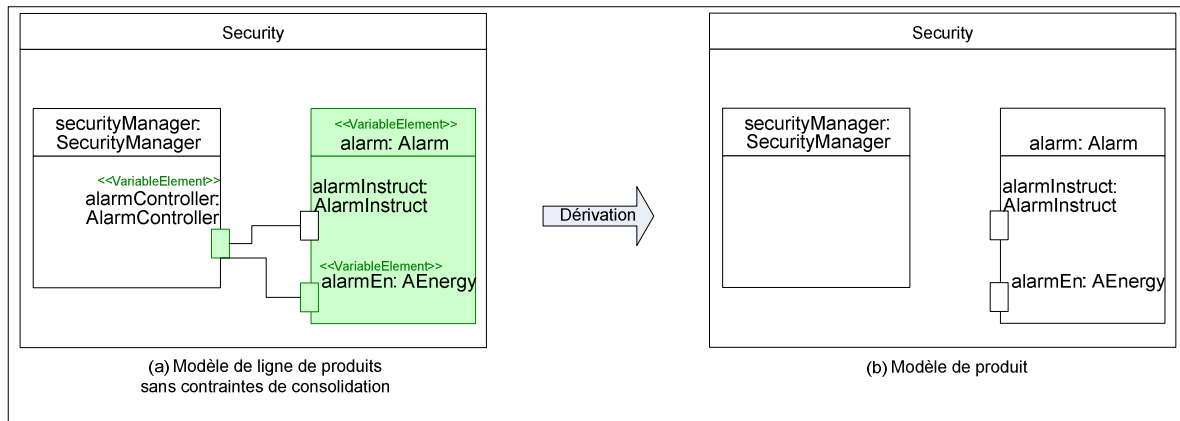 Security
securityManager:
SecurityManager
<<VariableElement>>
alarmController:
AlarmController
<<VariableElement>>
alarm: Alarm
alarmInstruct:
AlarmInstruct
<<VariableElement>>
alarmEn: AEnergy
(a) Modèle de ligne de produits
sans contraintes de consolidation
Dérivation
Security
securityManager:
SecurityManager
alarm: Alarm
alarmInstruct:
AlarmInstruct
alarmEn: AEnergy
(b) Modèle de produit